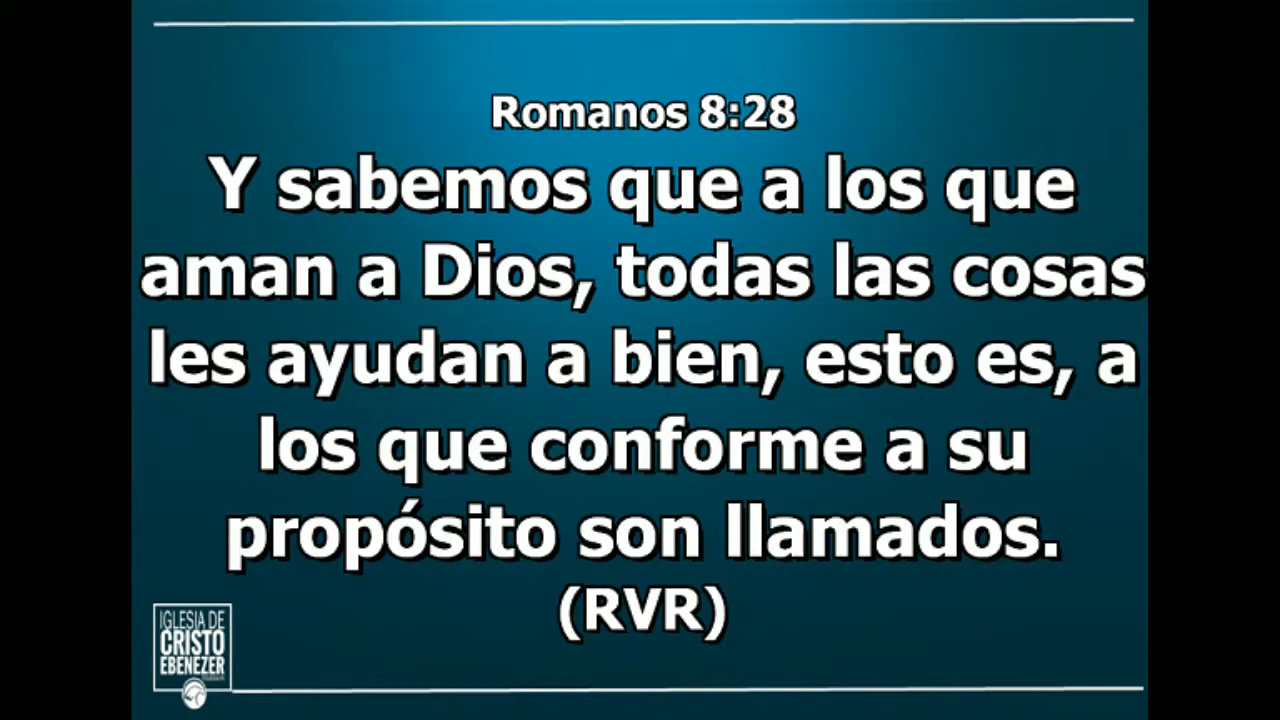 Romanos 8:28
Y sabemos que a los que
aman a Dios, todas las cosas
les ayudan a bien, esto es, a
los que conforme a su
propósito son llamados.
(RVR)
IGLESIA DE
CRISTO
EBENEZER